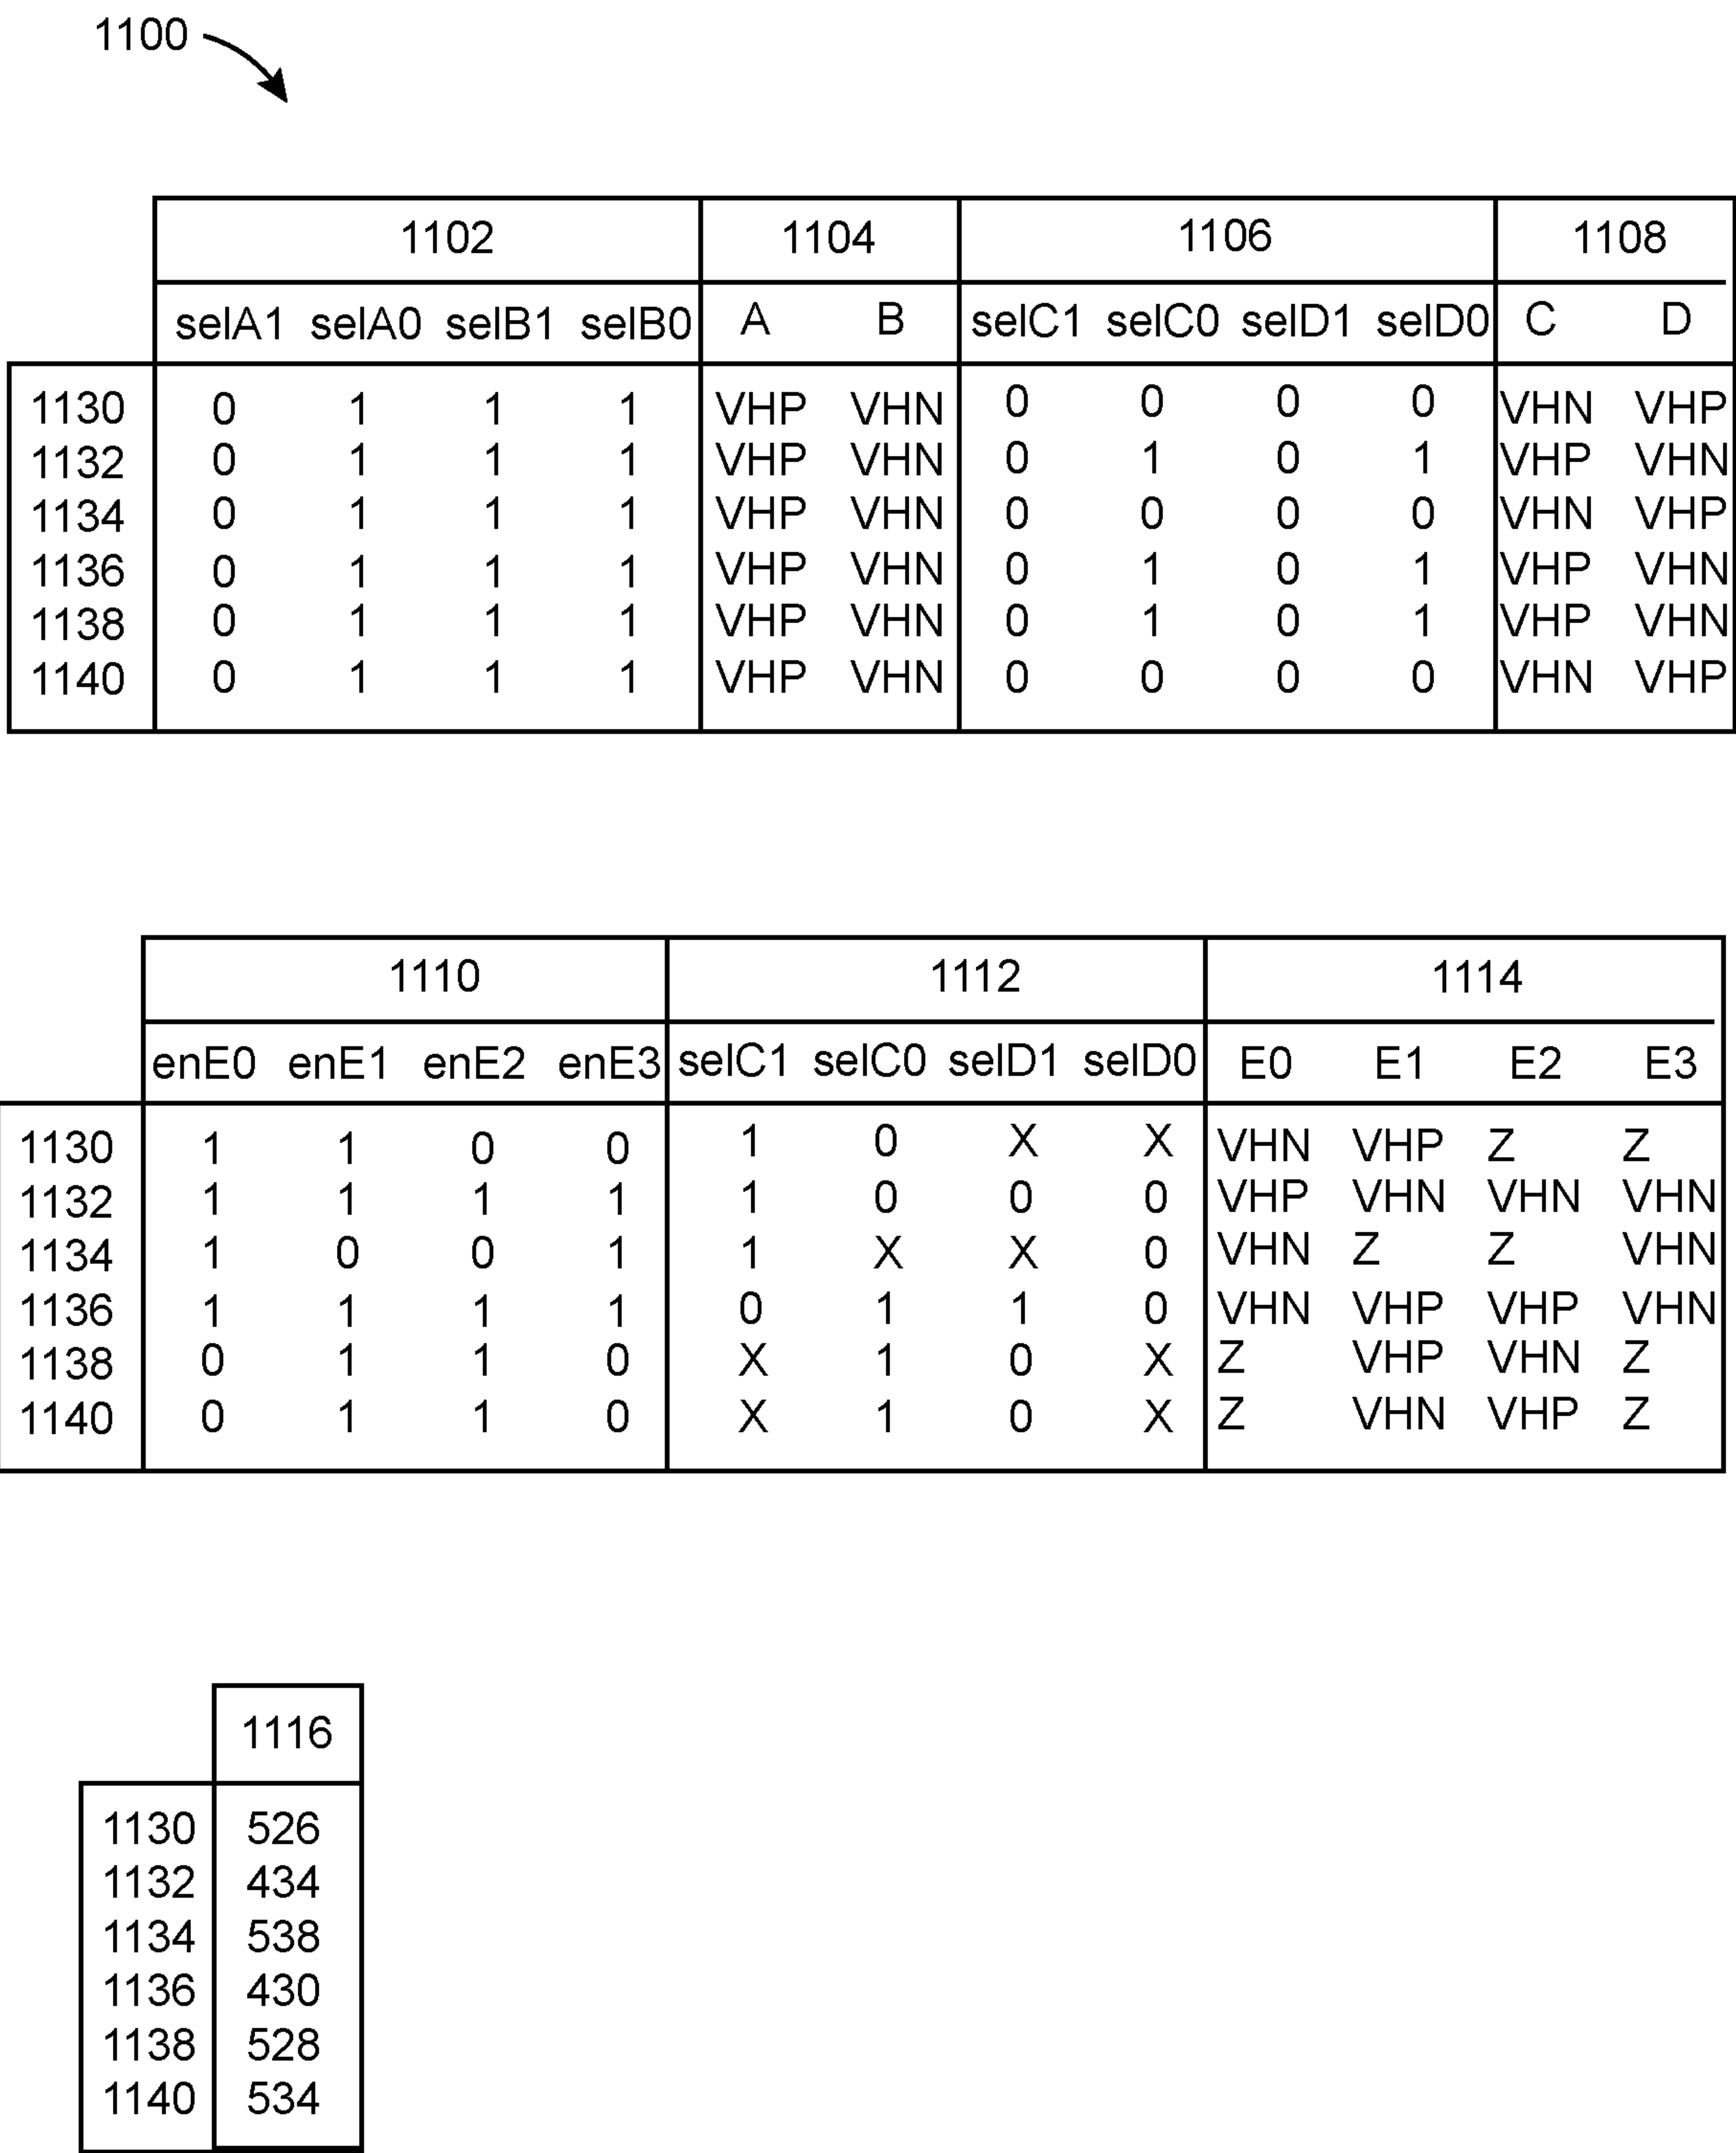 1100
1102 1104 1106 1108
selA1 selA0 selB1 selB0 A B selC1 selC0 selD1 selD0 C D
1130 0 1 1 1 VHP VHN 0 0 0 0 VHN VHP
1132 0 1 1 1 VHP VHN 0 1 0 1 VHP VHN
1134 0 1 1 1 VHP VHN 0 0 0 0 VHN VHP
1136 0 1 1 1 VHP VHN 0 1 0 1 VHP VHN
1138 0 1 1 1 VHP VHN 0 1 0 1 VHP VHN
1140 0 1 1 1 VHP VHN 0 0 0 0 VHN VHP
1110 1112 1114
enE0 enE1 enE2 enE3 selC1 selC0 selD1 selD0 E0 E1 E2 E3
1130 1 1 0 0 1 0 X X VHN VHP Z Z
1132 1 1 1 1 1 0 0 0 VHP VHN VHN VHN
1134 1 0 0 1 1 X X 0 VHN Z Z VHN
1136 1 1 1 1 0 1 1 0 VHN VHP VHP VHN
1138 0 1 1 0 X 1 0 X Z VHP VHN Z
1140 0 1 1 0 X 1 0 X Z VHN VHP Z
1116
1130 526
1132 434
1134 538
1136 430
1138 528
1140 534